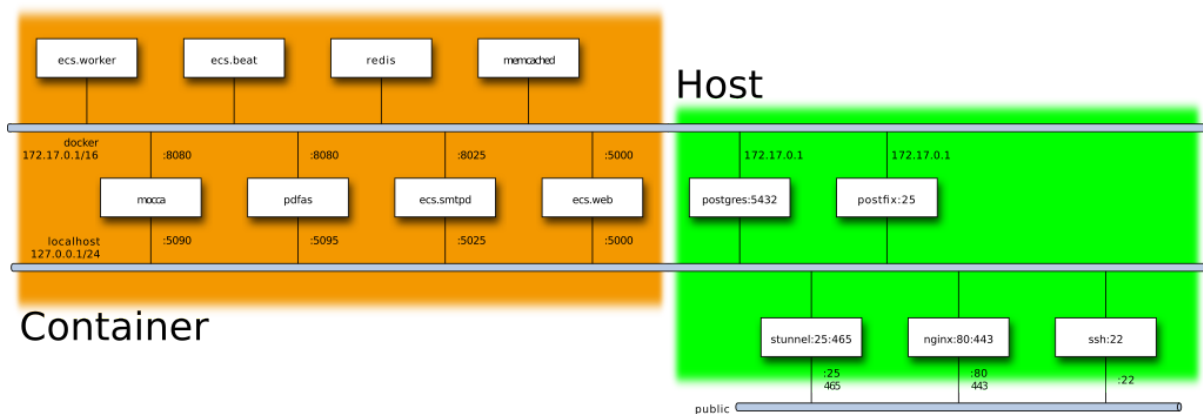 ecs.worker
ecs.beat
redis
memcached
Host
docker
172.17.0.1/16
:8080
:8080
:8025
:5000
172.17.0.1
172.17.0.1
mocca
pdfas
ecs.smtpd
ecs.web
postgres:5432
postfix:25
localhost
127.0.0.1/24
:5090
:5095
:5025
:5000
Container
stunnel:25:465
nginx:80:443
ssh:22
:25
465
:80
443
:22
public